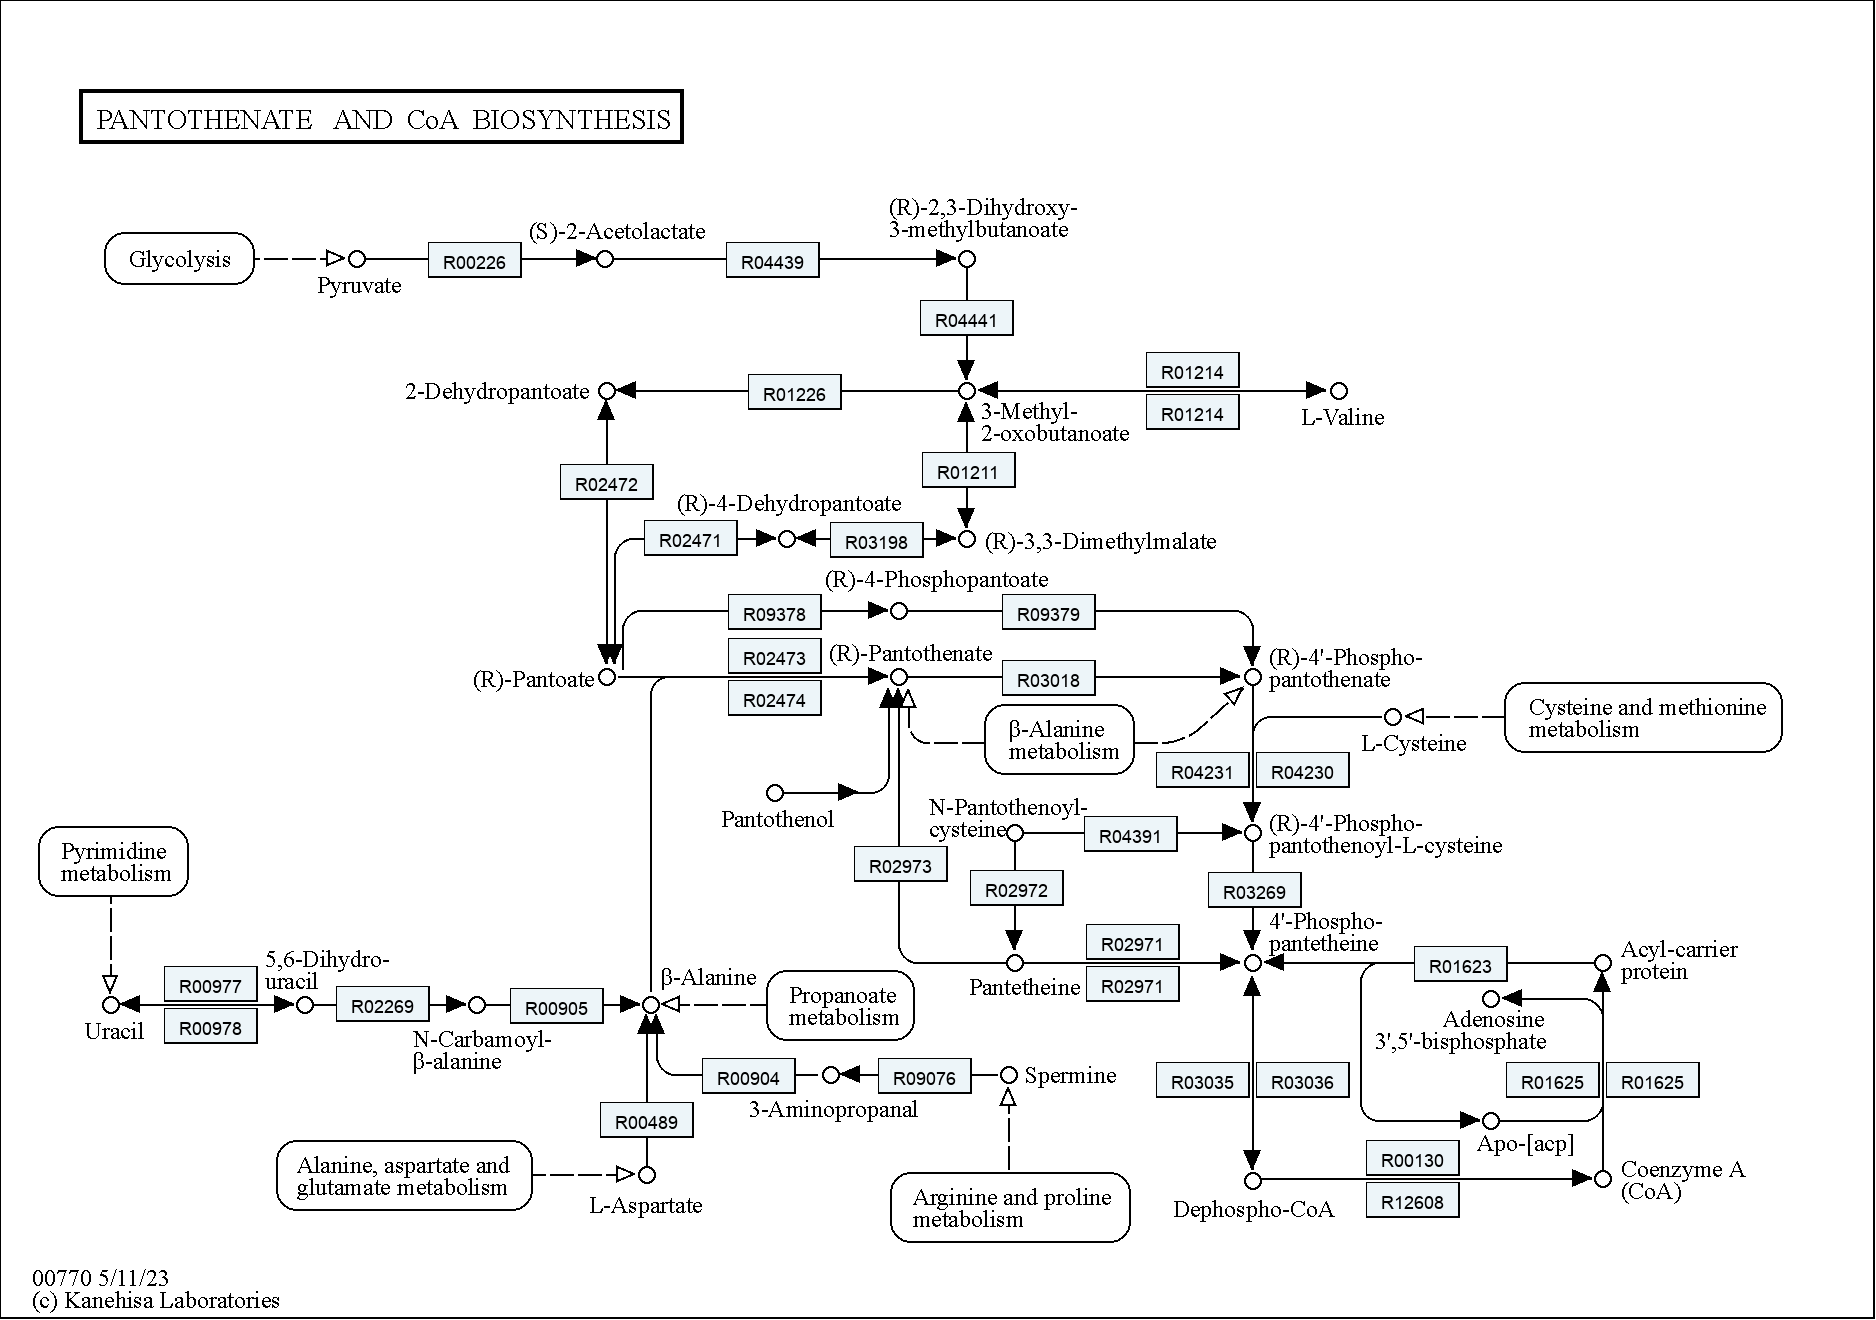 PANTOTHENATE AND CoA BIOSYNTHESIS
(R)-2,3-Dihydroxy-
3-methylbutanoate
(S)-2-Acetolactate
Glycolysis
R00226
R04439
Pyruvate
R04441
R01214
2-Dehydropantoate
R01226
3-Methyl-
2-oxobutanoate
R01214
L-Valine
R02472
R01211
(R)-4-Dehydropantoate
R02471
R03198
(R)-3,3-Dimethylmalate
(R)-4-Phosphopantoate
R09378
R09379
R02473
(R)-Pantothenate
(R)-4'-Phospho-
pantothenate
(R)-Pantoate
R03018
R02474
β-Alanine
metabolism
Cysteine and methionine
metabolism
L-Cysteine
R04231
R04230
Pantothenol
N-Pantothenoyl-
cysteine
R04391
(R)-4'-Phospho-
pantothenoyl-L-cysteine
Pyrimidine
metabolism
R02973
R02972
R03269
4'-Phospho-
pantetheine
R02971
Acyl-carrier
protein
R01623
5,6-Dihydro-
uracil
β-Alanine
R00977
Pantetheine
R02971
Propanoate
metabolism
R02269
R00905
Uracil
R00978
N-Carbamoyl-
β-alanine
Adenosine
3',5'-bisphosphate
R00904
R09076
Spermine
R03035
R03036
R01625
R01625
3-Aminopropanal
R00489
Apo-[acp]
Alanine, aspartate and
glutamate metabolism
R00130
Coenzyme A
(CoA)
L-Aspartate
Arginine and proline
metabolism
Dephospho-CoA
R12608
00770 5/11/23
(c) Kanehisa Laboratories